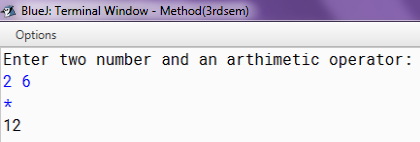 BlueJ: Terminal Window - Method(3rdsem)
Options
Enter two number and an arthimetic operator:
2 6
*
12